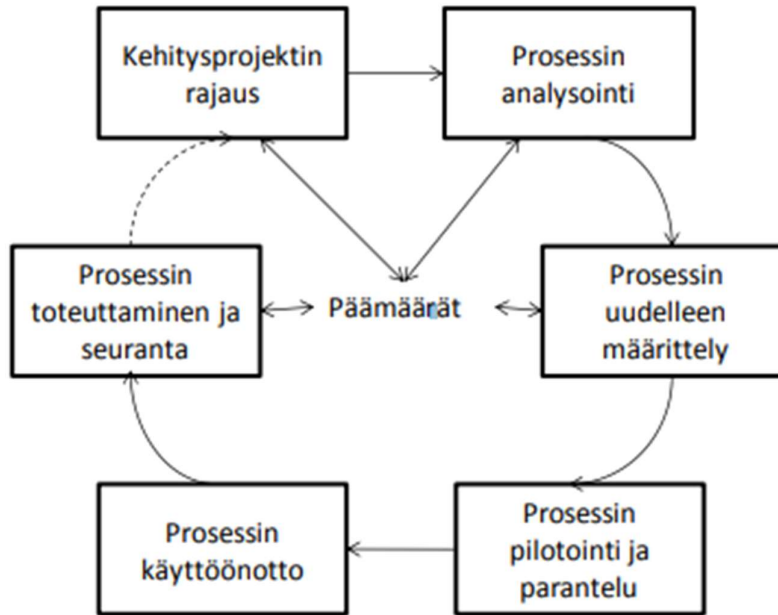 Kehitysprojektin
rajaus
Prosessin
analysointi
Prosessin
toteuttaminen ja
seuranta
Päämäärät
Prosessin
uudelleen
määrittely
Prosessin
käyttöönotto
Prosessin
pilotointi ja
parantelu